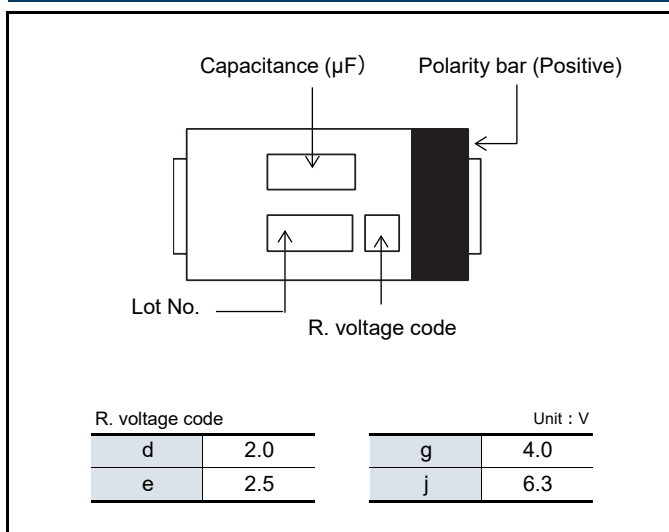 Capacitance (μF) Polarity bar (Positive)
Lot No.
R. voltage code
R. voltage code Unit : V
d 2.0 g 4.0
e 2.5 j 6.3